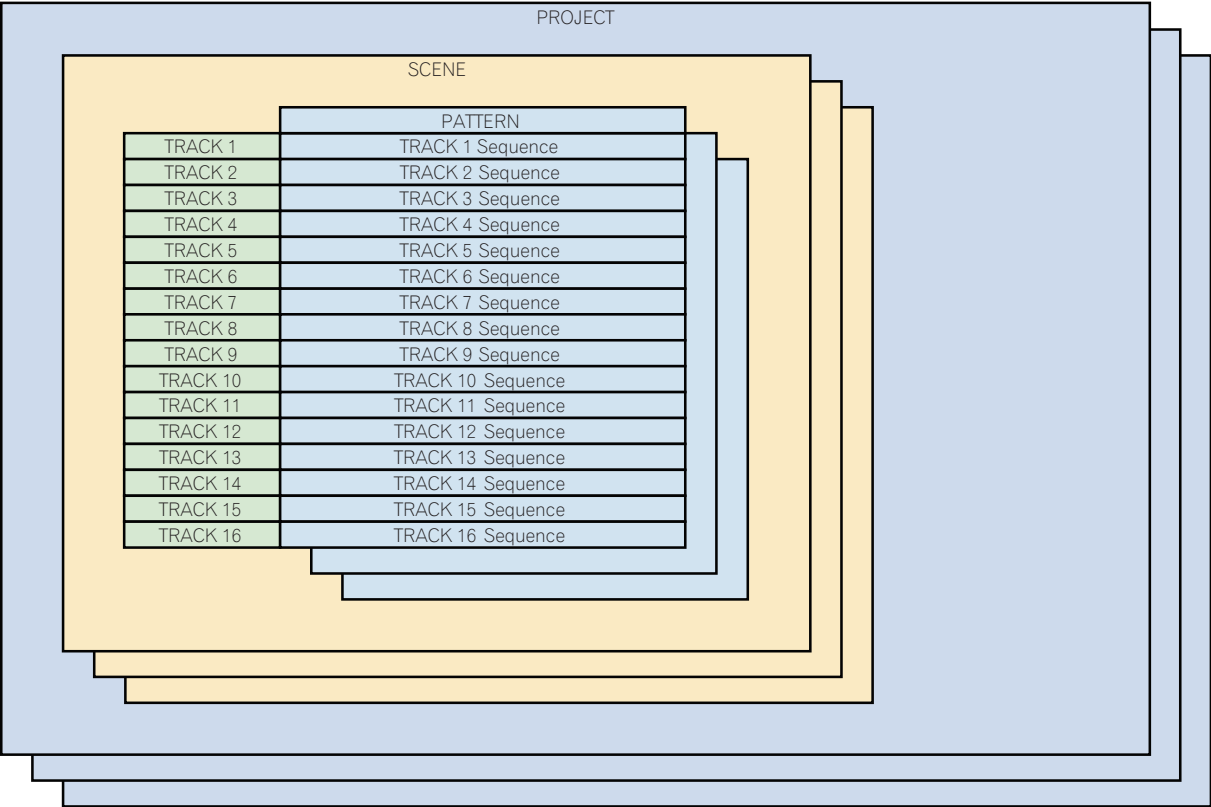 PROJECT
SCENE
PATTERN
TRACK 1 TRACK 1 Sequence
TRACK 2 TRACK 2 Sequence
TRACK 3 TRACK 3 Sequence
TRACK 4 TRACK 4 Sequence
TRACK 5 TRACK 5 Sequence
TRACK 6 TRACK 6 Sequence
TRACK 7 TRACK 7 Sequence
TRACK 8 TRACK 8 Sequence
TRACK 9 TRACK 9 Sequence
TRACK 10 TRACK 10 Sequence
TRACK 11 TRACK 11 Sequence
TRACK 12 TRACK 12 Sequence
TRACK 13 TRACK 13 Sequence
TRACK 14 TRACK 14 Sequence
TRACK 15 TRACK 15 Sequence
TRACK 16 TRACK 16 Sequence